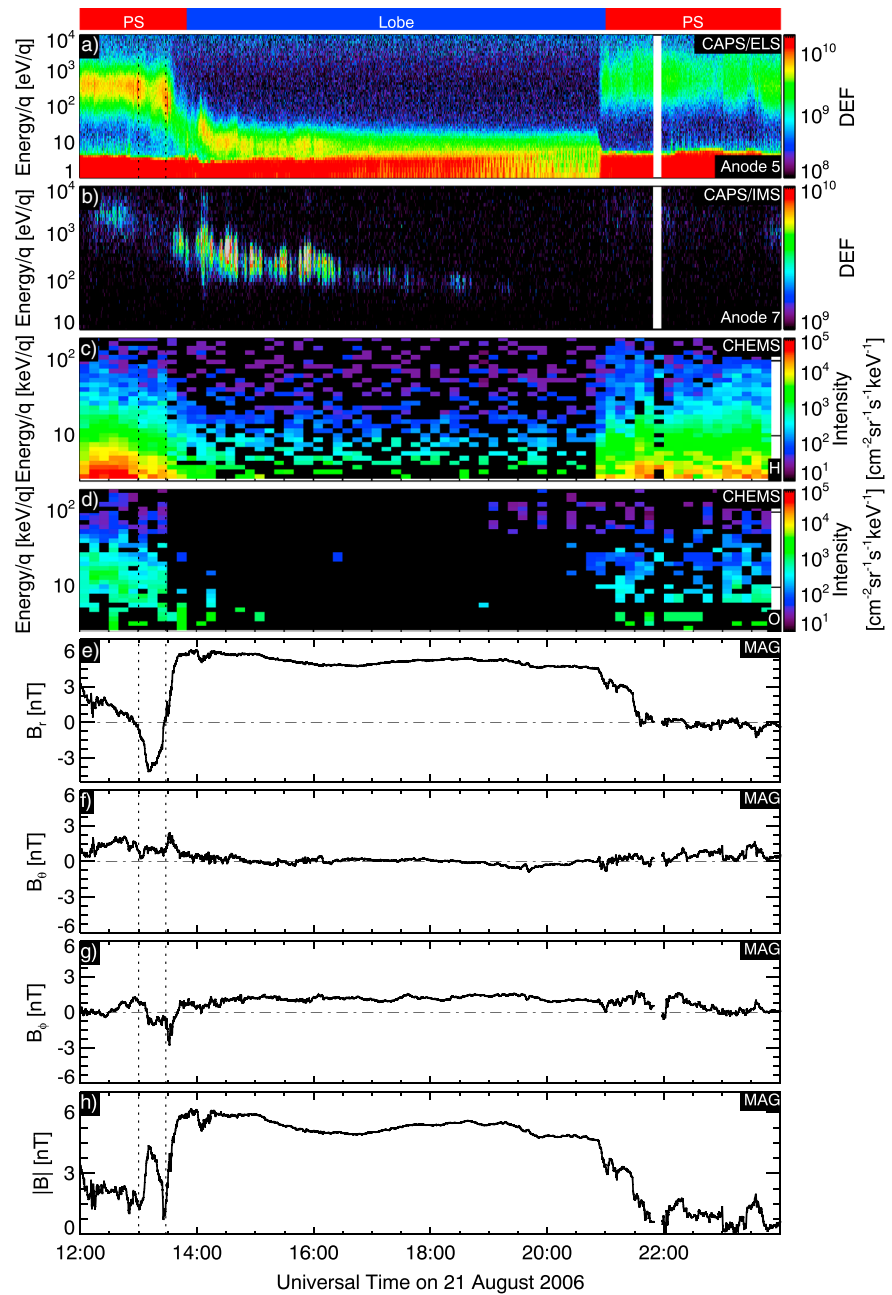 PS Lobe PS
a) CAPS/ELS
10⁴
10³
10²
10
1
Energy/q [eV/q]
Anode 5
10¹⁰
10⁹
10⁸
DEF
b) CAPS/IMS
10⁴
10³
10²
10
Energy/q [eV/q]
Anode 7
10¹⁰
10⁹
DEF
c) CHEMS
10²
10
Energy/q [keV/q]
H
10⁵
10⁴
10³
10²
10¹
Intensity
[cm⁻²sr⁻¹s⁻¹keV⁻¹]
d) CHEMS
10²
10
Energy/q [keV/q]
O
10⁵
10⁴
10³
10²
10¹
Intensity
[cm⁻²sr⁻¹s⁻¹keV⁻¹]
e) MAG
6
3
0
-3
Bᵣ [nT]
f) MAG
6
3
0
-3
-6
B_θ [nT]
g) MAG
6
3
0
-3
-6
B_ϕ [nT]
h) MAG
6
3
0
|B| [nT]
12:00 14:00 16:00 18:00 20:00 22:00
Universal Time on 21 August 2006